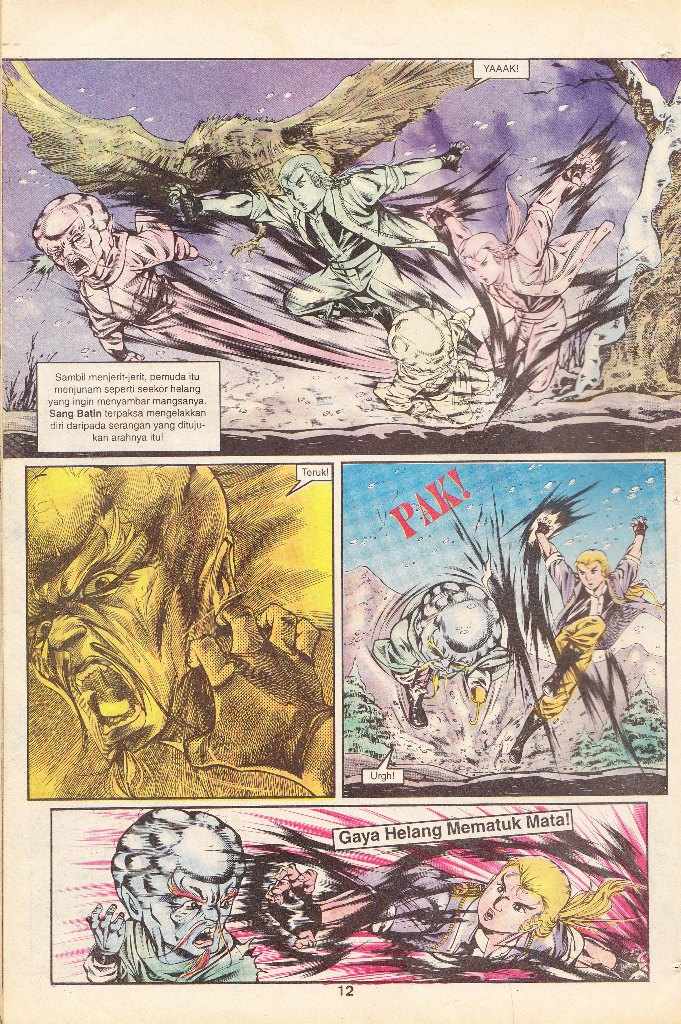 YAAAK!
Sambil menjerit-jerit, pemuda itu
menjunam seperti seekor helang
yang ingin menyambar mangsanya.
Sang Batin terpaksa mengelakkan
diri daripada serangan yang dituju-
kan arahnya itu!
Teruk!
PAK!
Urgh!
Gaya Helang Mematuk Mata!
12